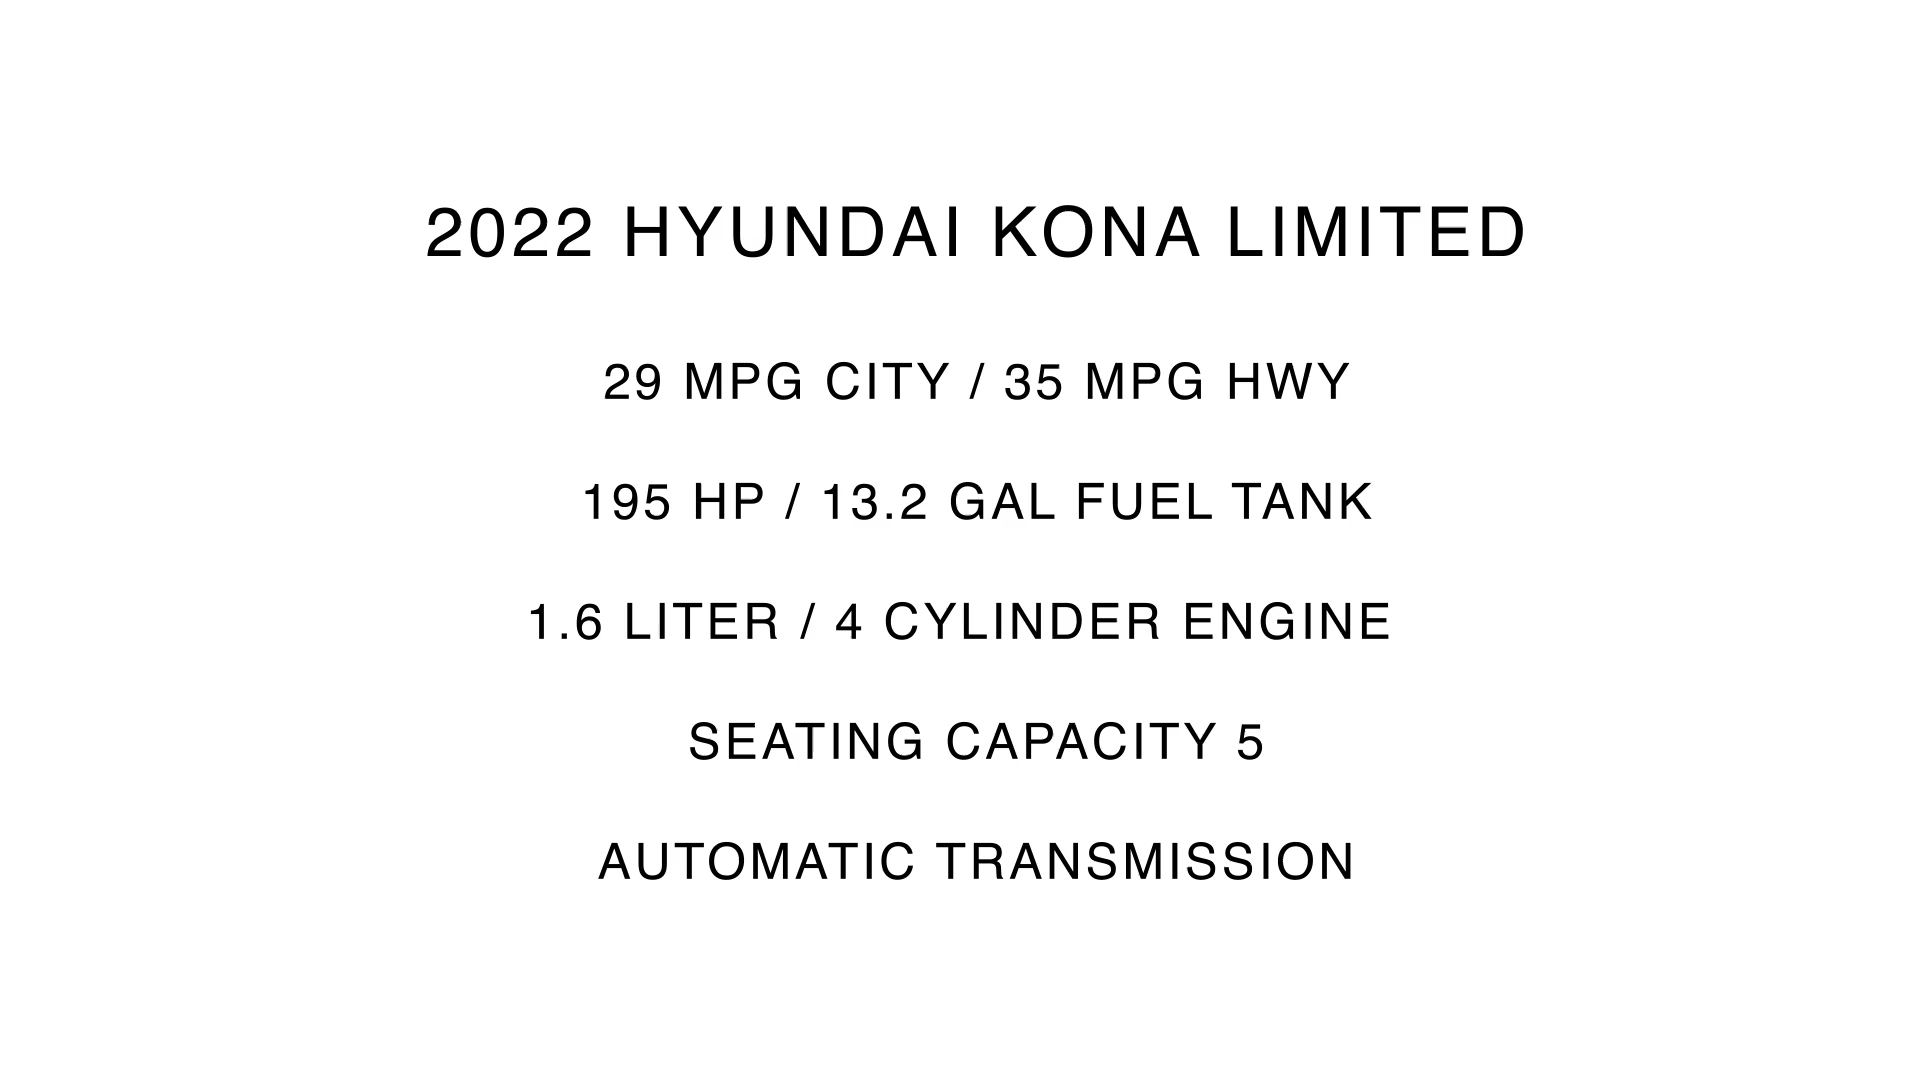 2022 HYUNDAI KONA LIMITED
29 MPG CITY / 35 MPG HWY
195 HP / 13.2 GAL FUEL TANK
1.6 LITER / 4 CYLINDER ENGINE
SEATING CAPACITY 5
AUTOMATIC TRANSMISSION